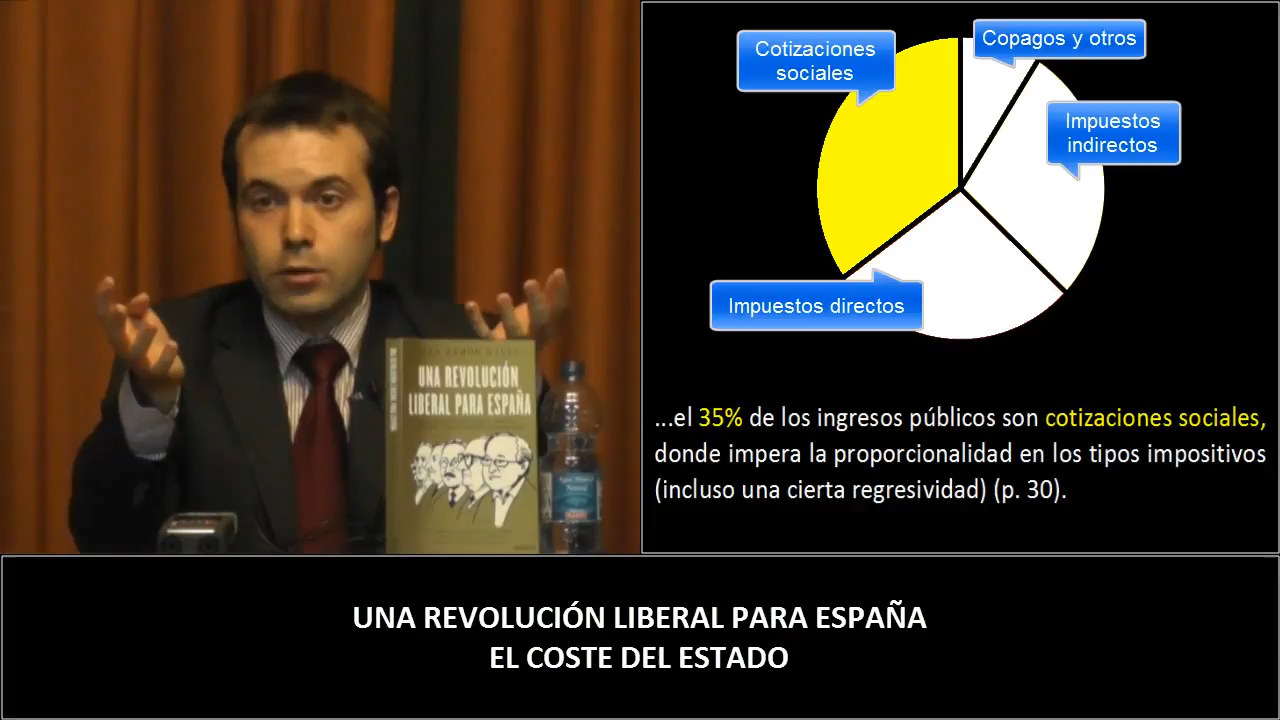 UNA REVOLUCIÓN
LIBERAL PARA ESPAÑA
Cotizaciones
sociales
Copagos y otros
Impuestos
indirectos
Impuestos directos
...el 35% de los ingresos públicos son cotizaciones sociales,
donde impera la proporcionalidad en los tipos impositivos
(incluso una cierta regresividad) (p. 30).
UNA REVOLUCIÓN LIBERAL PARA ESPAÑA
EL COSTE DEL ESTADO